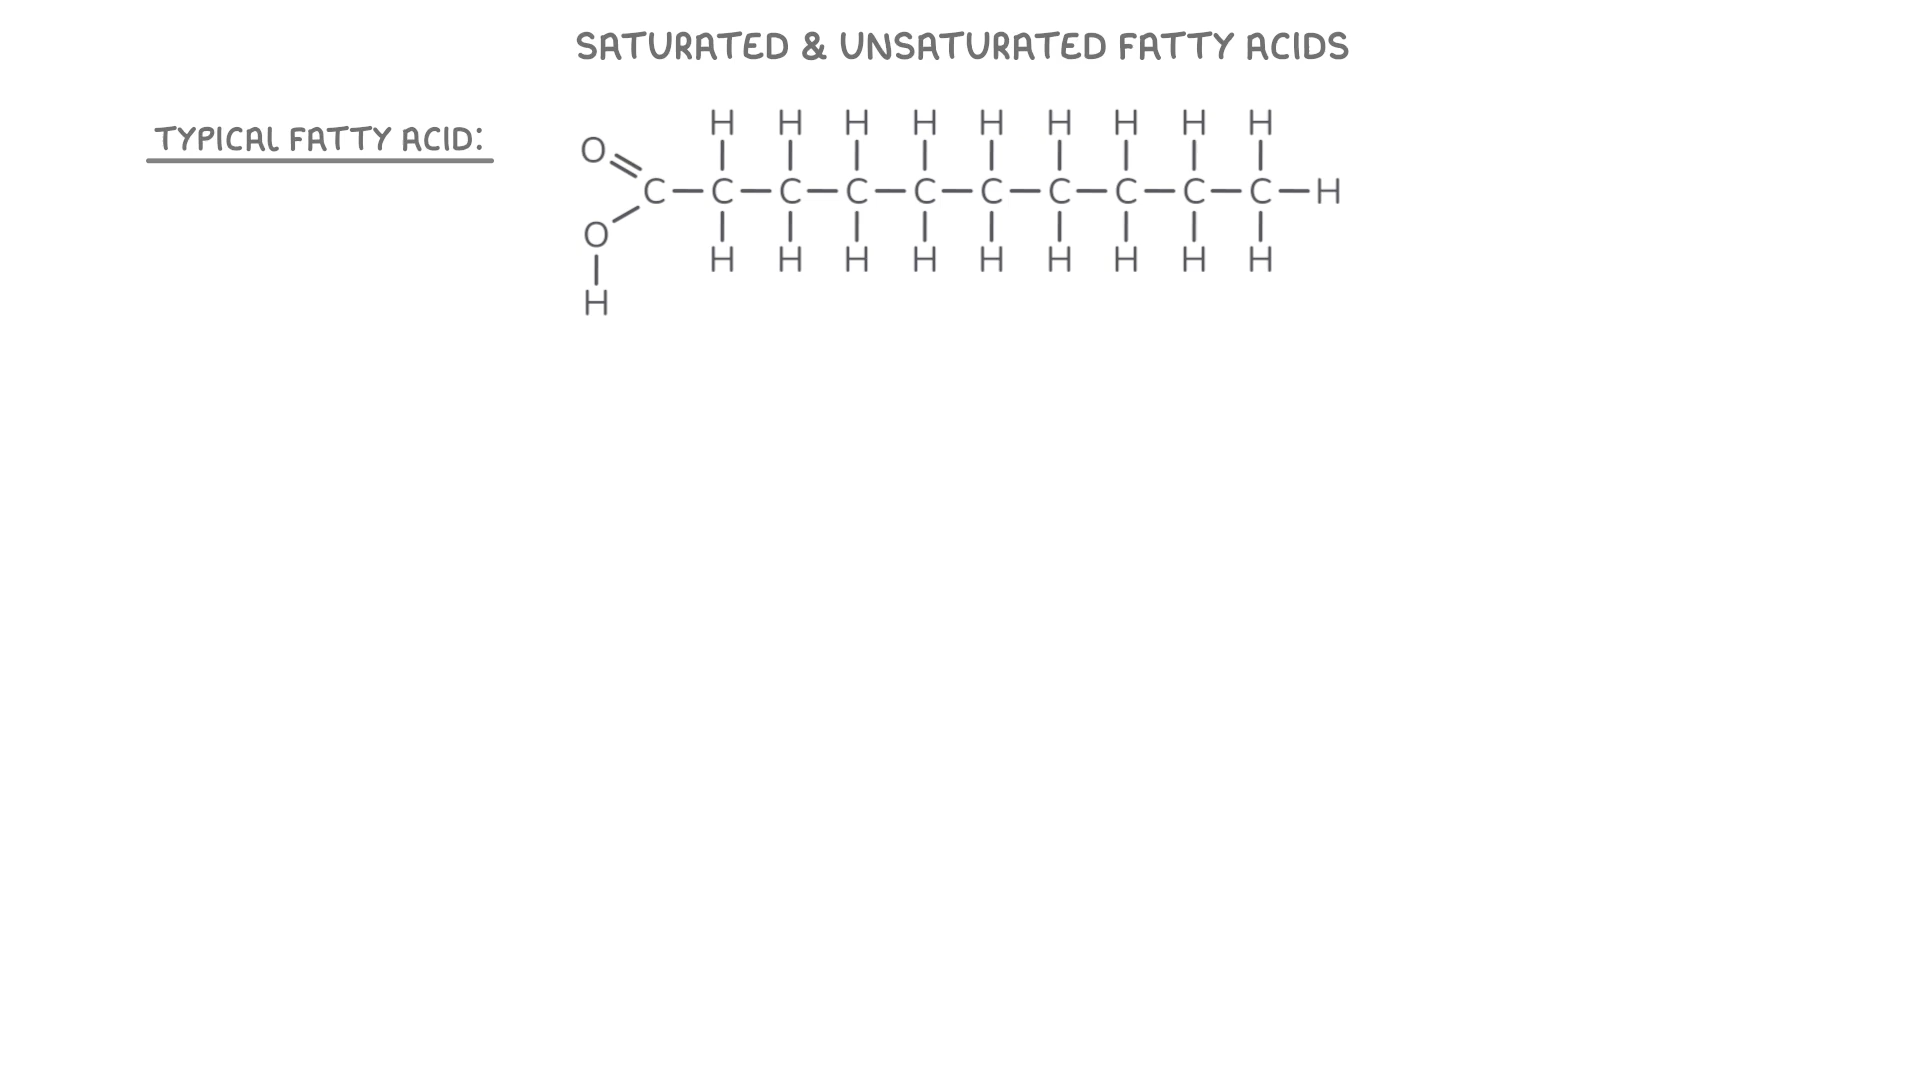 SATURATED & UNSATURATED FATTY ACIDS
TYPICAL FATTY ACID:
H H H H H H H H H
O
C C C C C C C C C C H
O
H H H H H H H H H
H